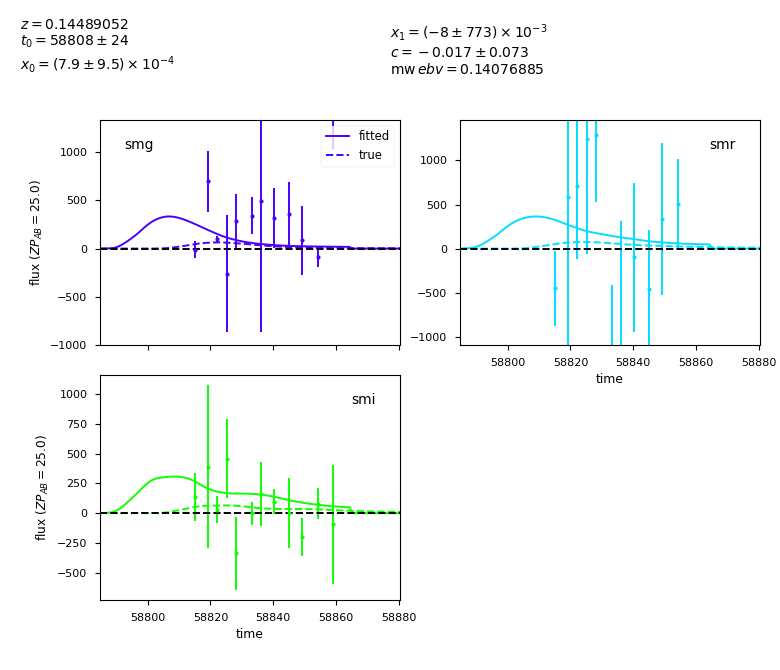 z = 0.14489052
t₀ = 58808 ± 24
x₀ = (7.9 ± 9.5) × 10⁻⁴
x₁ = (−8 ± 773) × 10⁻³
c = −0.017 ± 0.073
mw ebv = 0.14076885
smg
fitted
true
1000
500
0
−500
−1000
flux (ZP_AB = 25.0)
smr
1000
500
0
−500
−1000
58800 58820 58840 58860 58880
time
smi
1000
750
500
250
0
−250
−500
flux (ZP_AB = 25.0)
58800 58820 58840 58860 58880
time